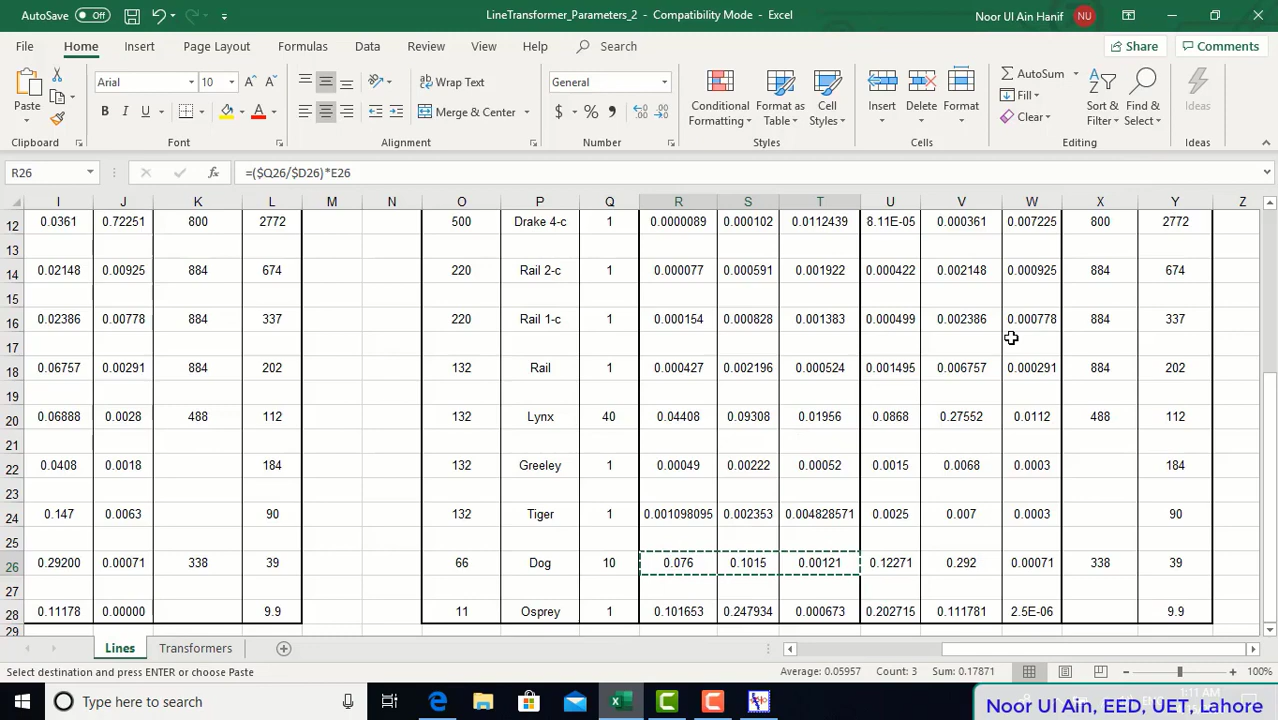 AutoSave Off LineTransformer_Parameters_2 - Compatibility Mode - Excel Noor Ul Ain Hanif NU
File Home Insert Page Layout Formulas Data Review View Help Search Share Comments
Paste Arial 10 Wrap Text General Conditional Formatting Format as Table Cell Styles Insert Delete Format AutoSum Sort & Filter Find & Select Ideas
B I U Merge & Center $ % Fill Clear
Clipboard Font Alignment Number Styles Cells Editing Ideas
R26 fx =($Q26/$D26)*E26
I J K L M N O P Q R S T U V W X Y Z
12 0.0361 0.72251 800 2772 500 Drake 4-c 1 0.0000089 0.000102 0.0112439 8.11E-05 0.000361 0.007225 800 2772
13
14 0.02148 0.00925 884 674 220 Rail 2-c 1 0.000077 0.000591 0.001922 0.000422 0.002148 0.000925 884 674
15
16 0.02386 0.00778 884 337 220 Rail 1-c 1 0.000154 0.000828 0.001383 0.000499 0.002386 0.000778 884 337
17
18 0.06757 0.00291 884 202 132 Rail 1 0.000427 0.002196 0.000524 0.001495 0.006757 0.000291 884 202
19
20 0.06888 0.0028 488 112 132 Lynx 40 0.04408 0.09308 0.01956 0.0868 0.27552 0.0112 488 112
21
22 0.0408 0.0018 184 132 Greeley 1 0.00049 0.00222 0.00052 0.0015 0.0068 0.0003 184
23
24 0.147 0.0063 90 132 Tiger 1 0.001098095 0.002353 0.004828571 0.0025 0.007 0.0003 90
25
26 0.29200 0.00071 338 39 66 Dog 10 0.076 0.1015 0.00121 0.12271 0.292 0.00071 338 39
27
28 0.11178 0.00000 9.9 11 Osprey 1 0.101653 0.247934 0.000673 0.202715 0.111781 2.5E-06 9.9
29
Lines Transformers
Select destination and press ENTER or choose Paste Average: 0.05957 Count: 3 Sum: 0.17871 100%
Type here to search 1:11 AM
Noor Ul Ain, EED, UET, Lahore